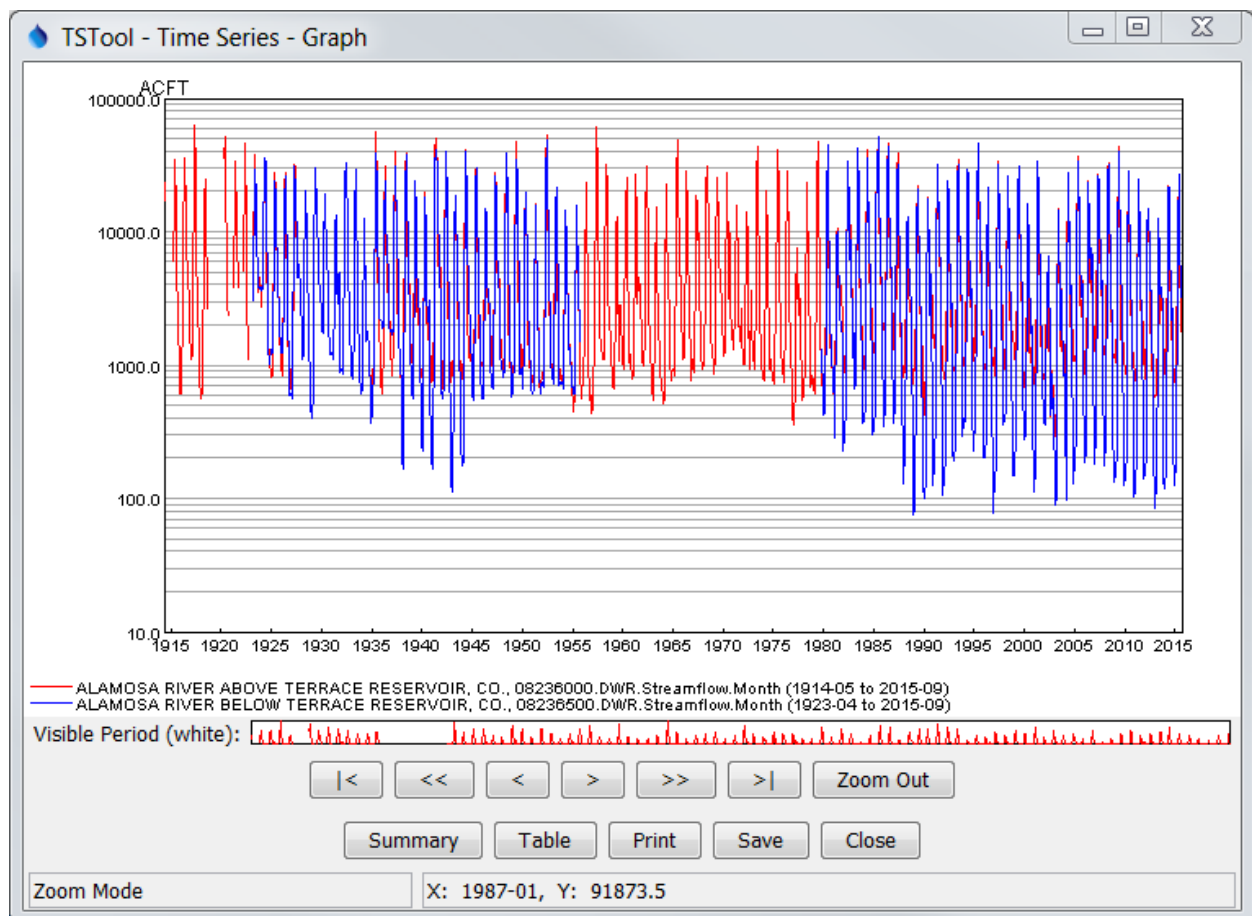 TSTool - Time Series - Graph
ACFT
100000.0
10000.0
1000.0
100.0
10.0
1915 1920 1925 1930 1935 1940 1945 1950 1955 1960 1965 1970 1975 1980 1985 1990 1995 2000 2005 2010 2015
ALAMOSA RIVER ABOVE TERRACE RESERVOIR, CO., 08236000.DWR.Streamflow.Month (1914-05 to 2015-09)
ALAMOSA RIVER BELOW TERRACE RESERVOIR, CO., 08236500.DWR.Streamflow.Month (1923-04 to 2015-09)
Visible Period (white):
|< << < > >> >| Zoom Out
Summary Table Print Save Close
Zoom Mode X: 1987-01, Y: 91873.5